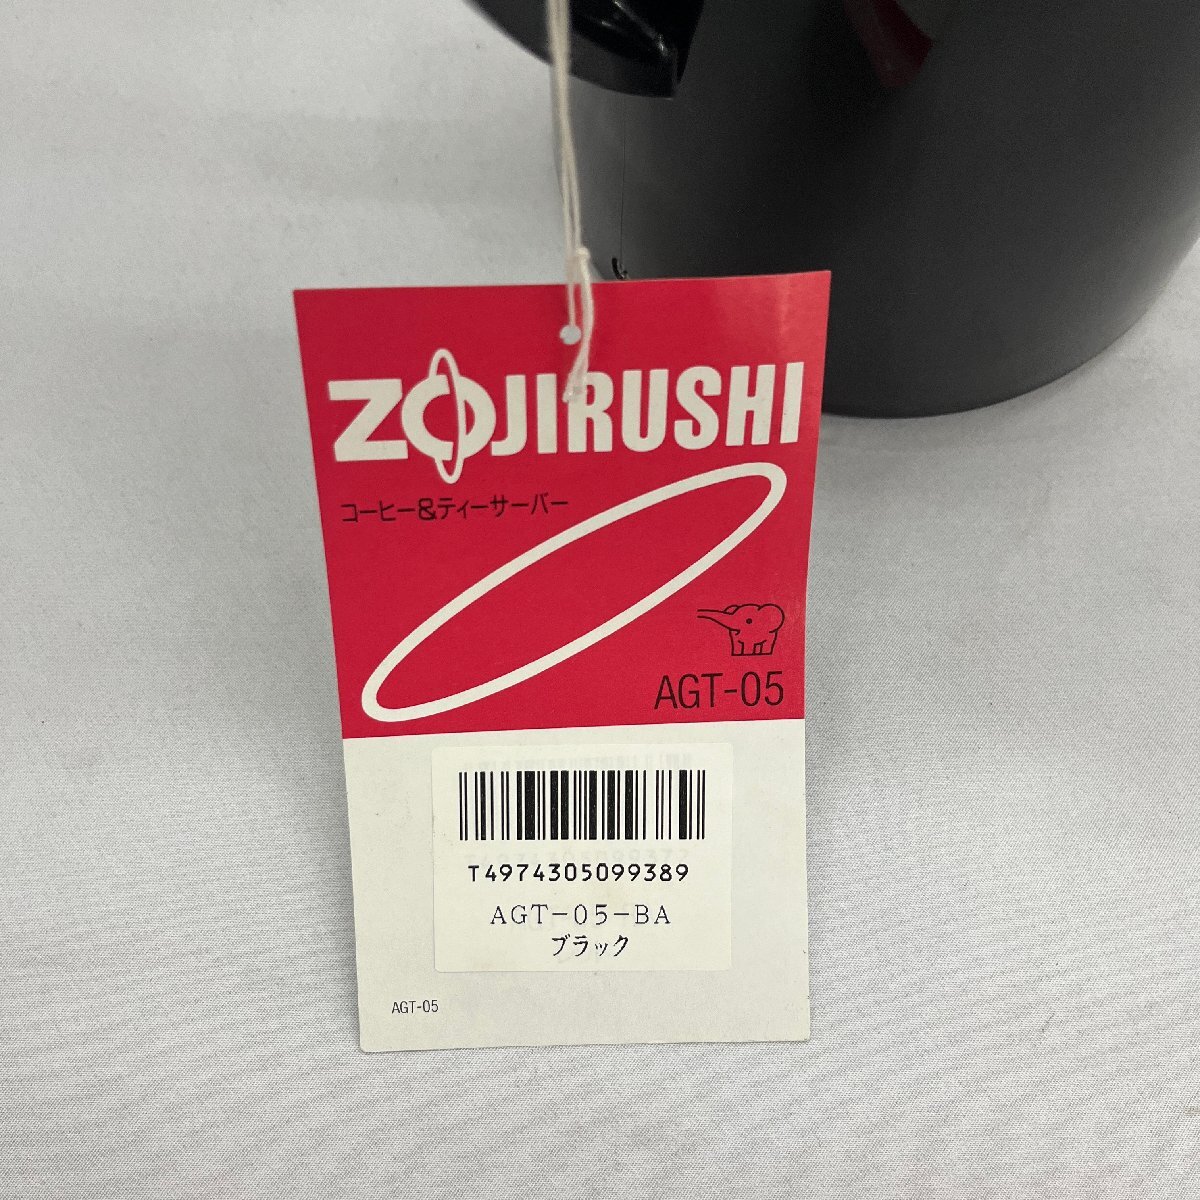 ZOJIRUSHI
コーヒー&ティーサーバー
AGT-05
T4974305099389
AGT-05-BA
ブラック
AGT-05